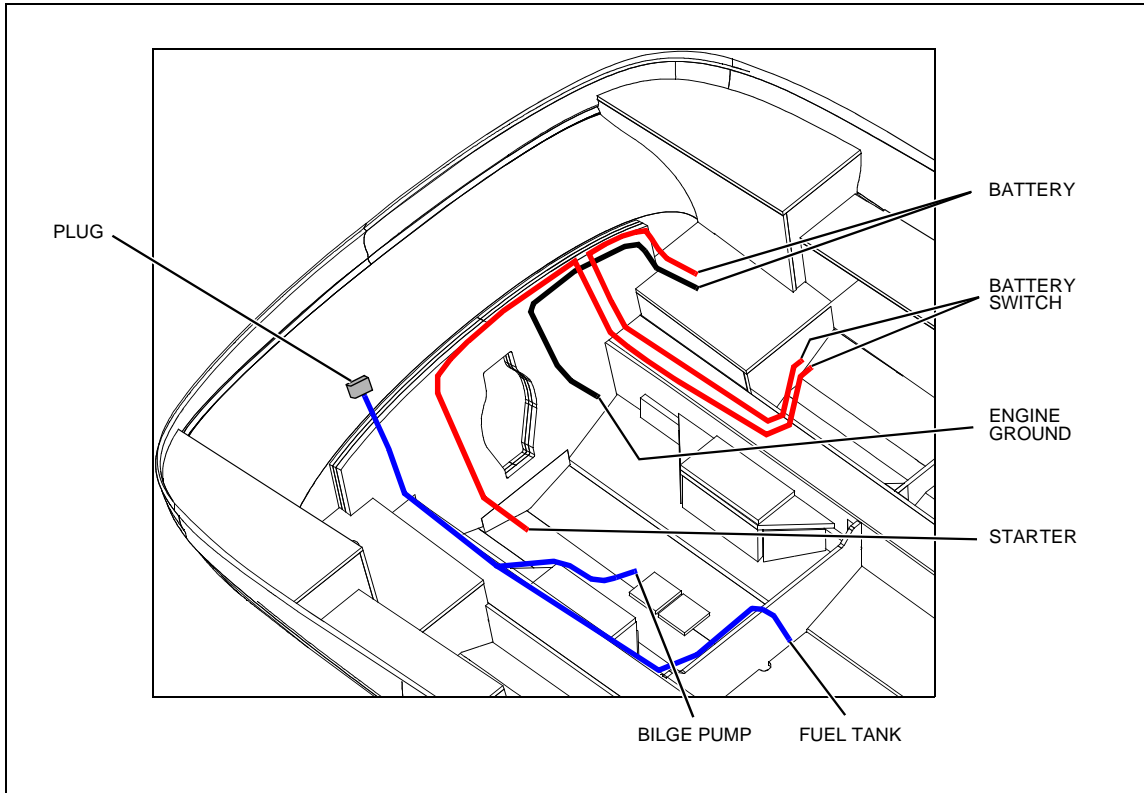 BATTERY
PLUG
BATTERY
SWITCH
ENGINE
GROUND
STARTER
BILGE PUMP
FUEL TANK